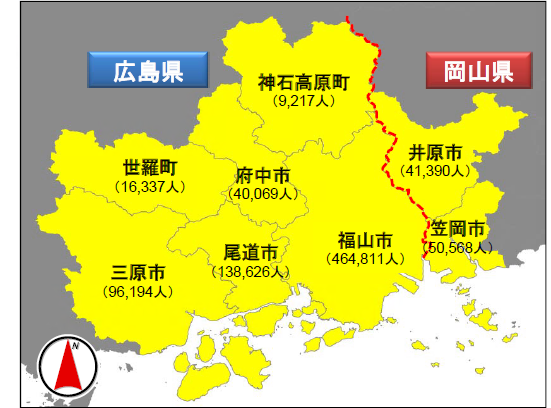 広島県
岡山県
神石高原町
(9,217人)
井原市
(41,390人)
世羅町
(16,337人)
府中市
(40,069人)
笠岡市
(50,568人)
福山市
(464,811人)
尾道市
(138,626人)
三原市
(96,194人)
N